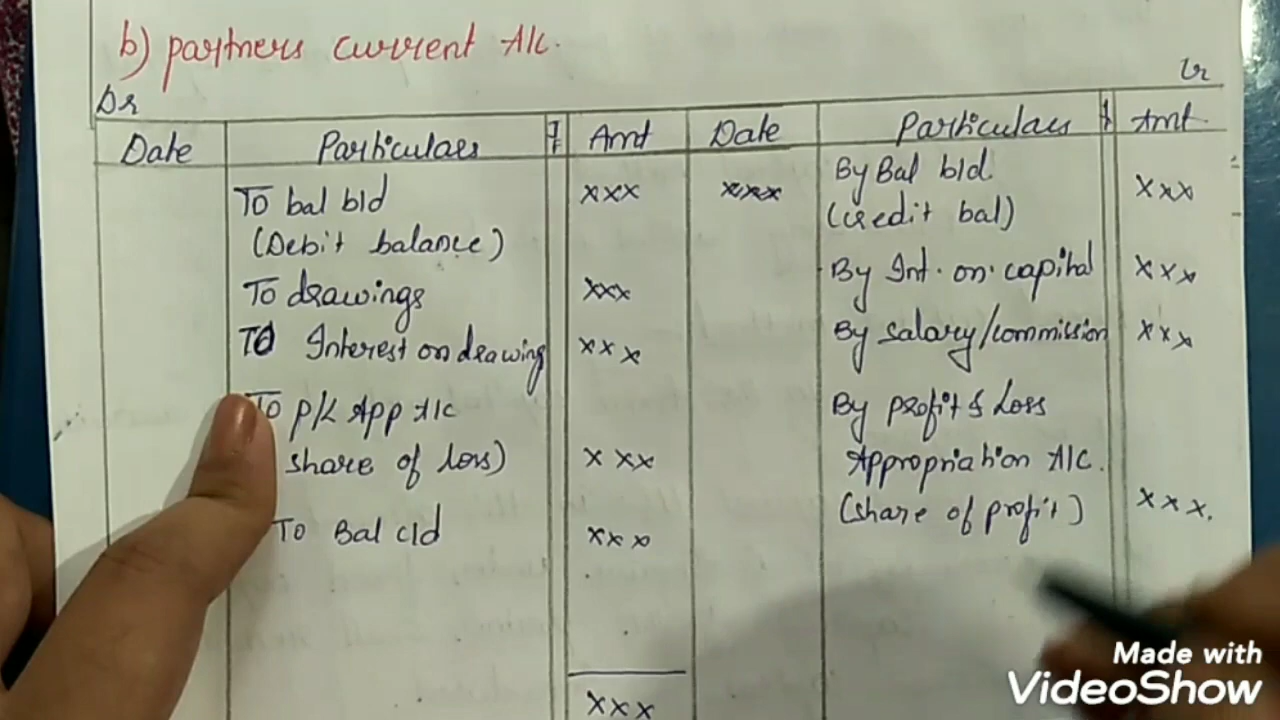 b) partners current A/c.
Dr
Cr
Date Particulars Amt Date Particulars Amt
To bal b/d xxx xxx By Bal b/d. xxx
(Debit balance) (credit bal)
To drawings xxx By Int. on. capital xxx
To Interest on drawing xxx By salary/commission xxx
To P/L App A/c By profit & Loss
share of loss) xxx Appropriation A/c.
To Bal c/d xxx (share of profit) xxx.
xxx
Made with
VideoShow